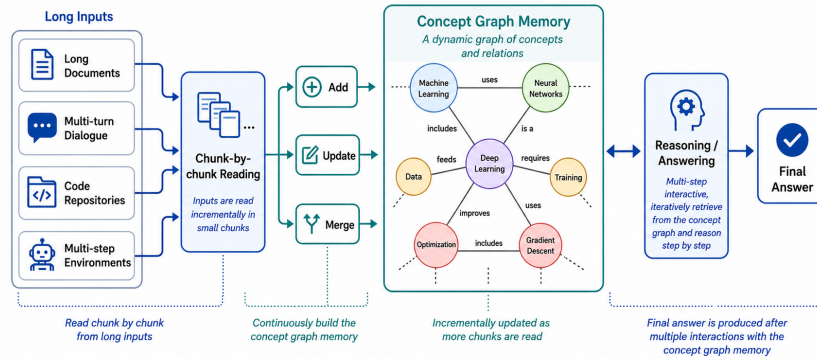 Long Inputs
Long
Documents
Multi-turn
Dialogue
Code
Repositories
Multi-step
Environments
...
Chunk-by-
chunk Reading
Inputs are read
incrementally in
small chunks
Add
Update
Merge
Concept Graph Memory
A dynamic graph of concepts
and relations
Machine
Learning
uses
Neural
Networks
includes
is a
Data
feeds
Deep
Learning
requires
Training
improves
uses
Optimization
includes
Gradient
Descent
Reasoning /
Answering
Multi-step
interactive,
iteratively retrieve
from the concept
graph and reason
step by step
Final
Answer
Read chunk by chunk
from long inputs
Continuously build the
concept graph memory
Incrementally updated as
more chunks are read
Final answer is produced after
multiple interactions with the
concept graph memory